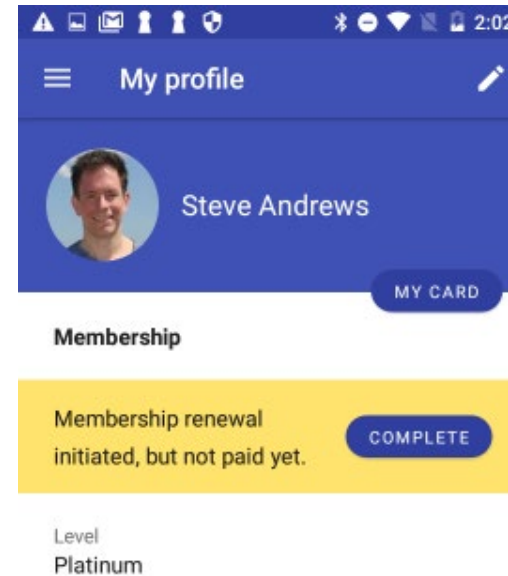 2:02
My profile
Steve Andrews
MY CARD
Membership
Membership renewal
initiated, but not paid yet.
COMPLETE
Level
Platinum